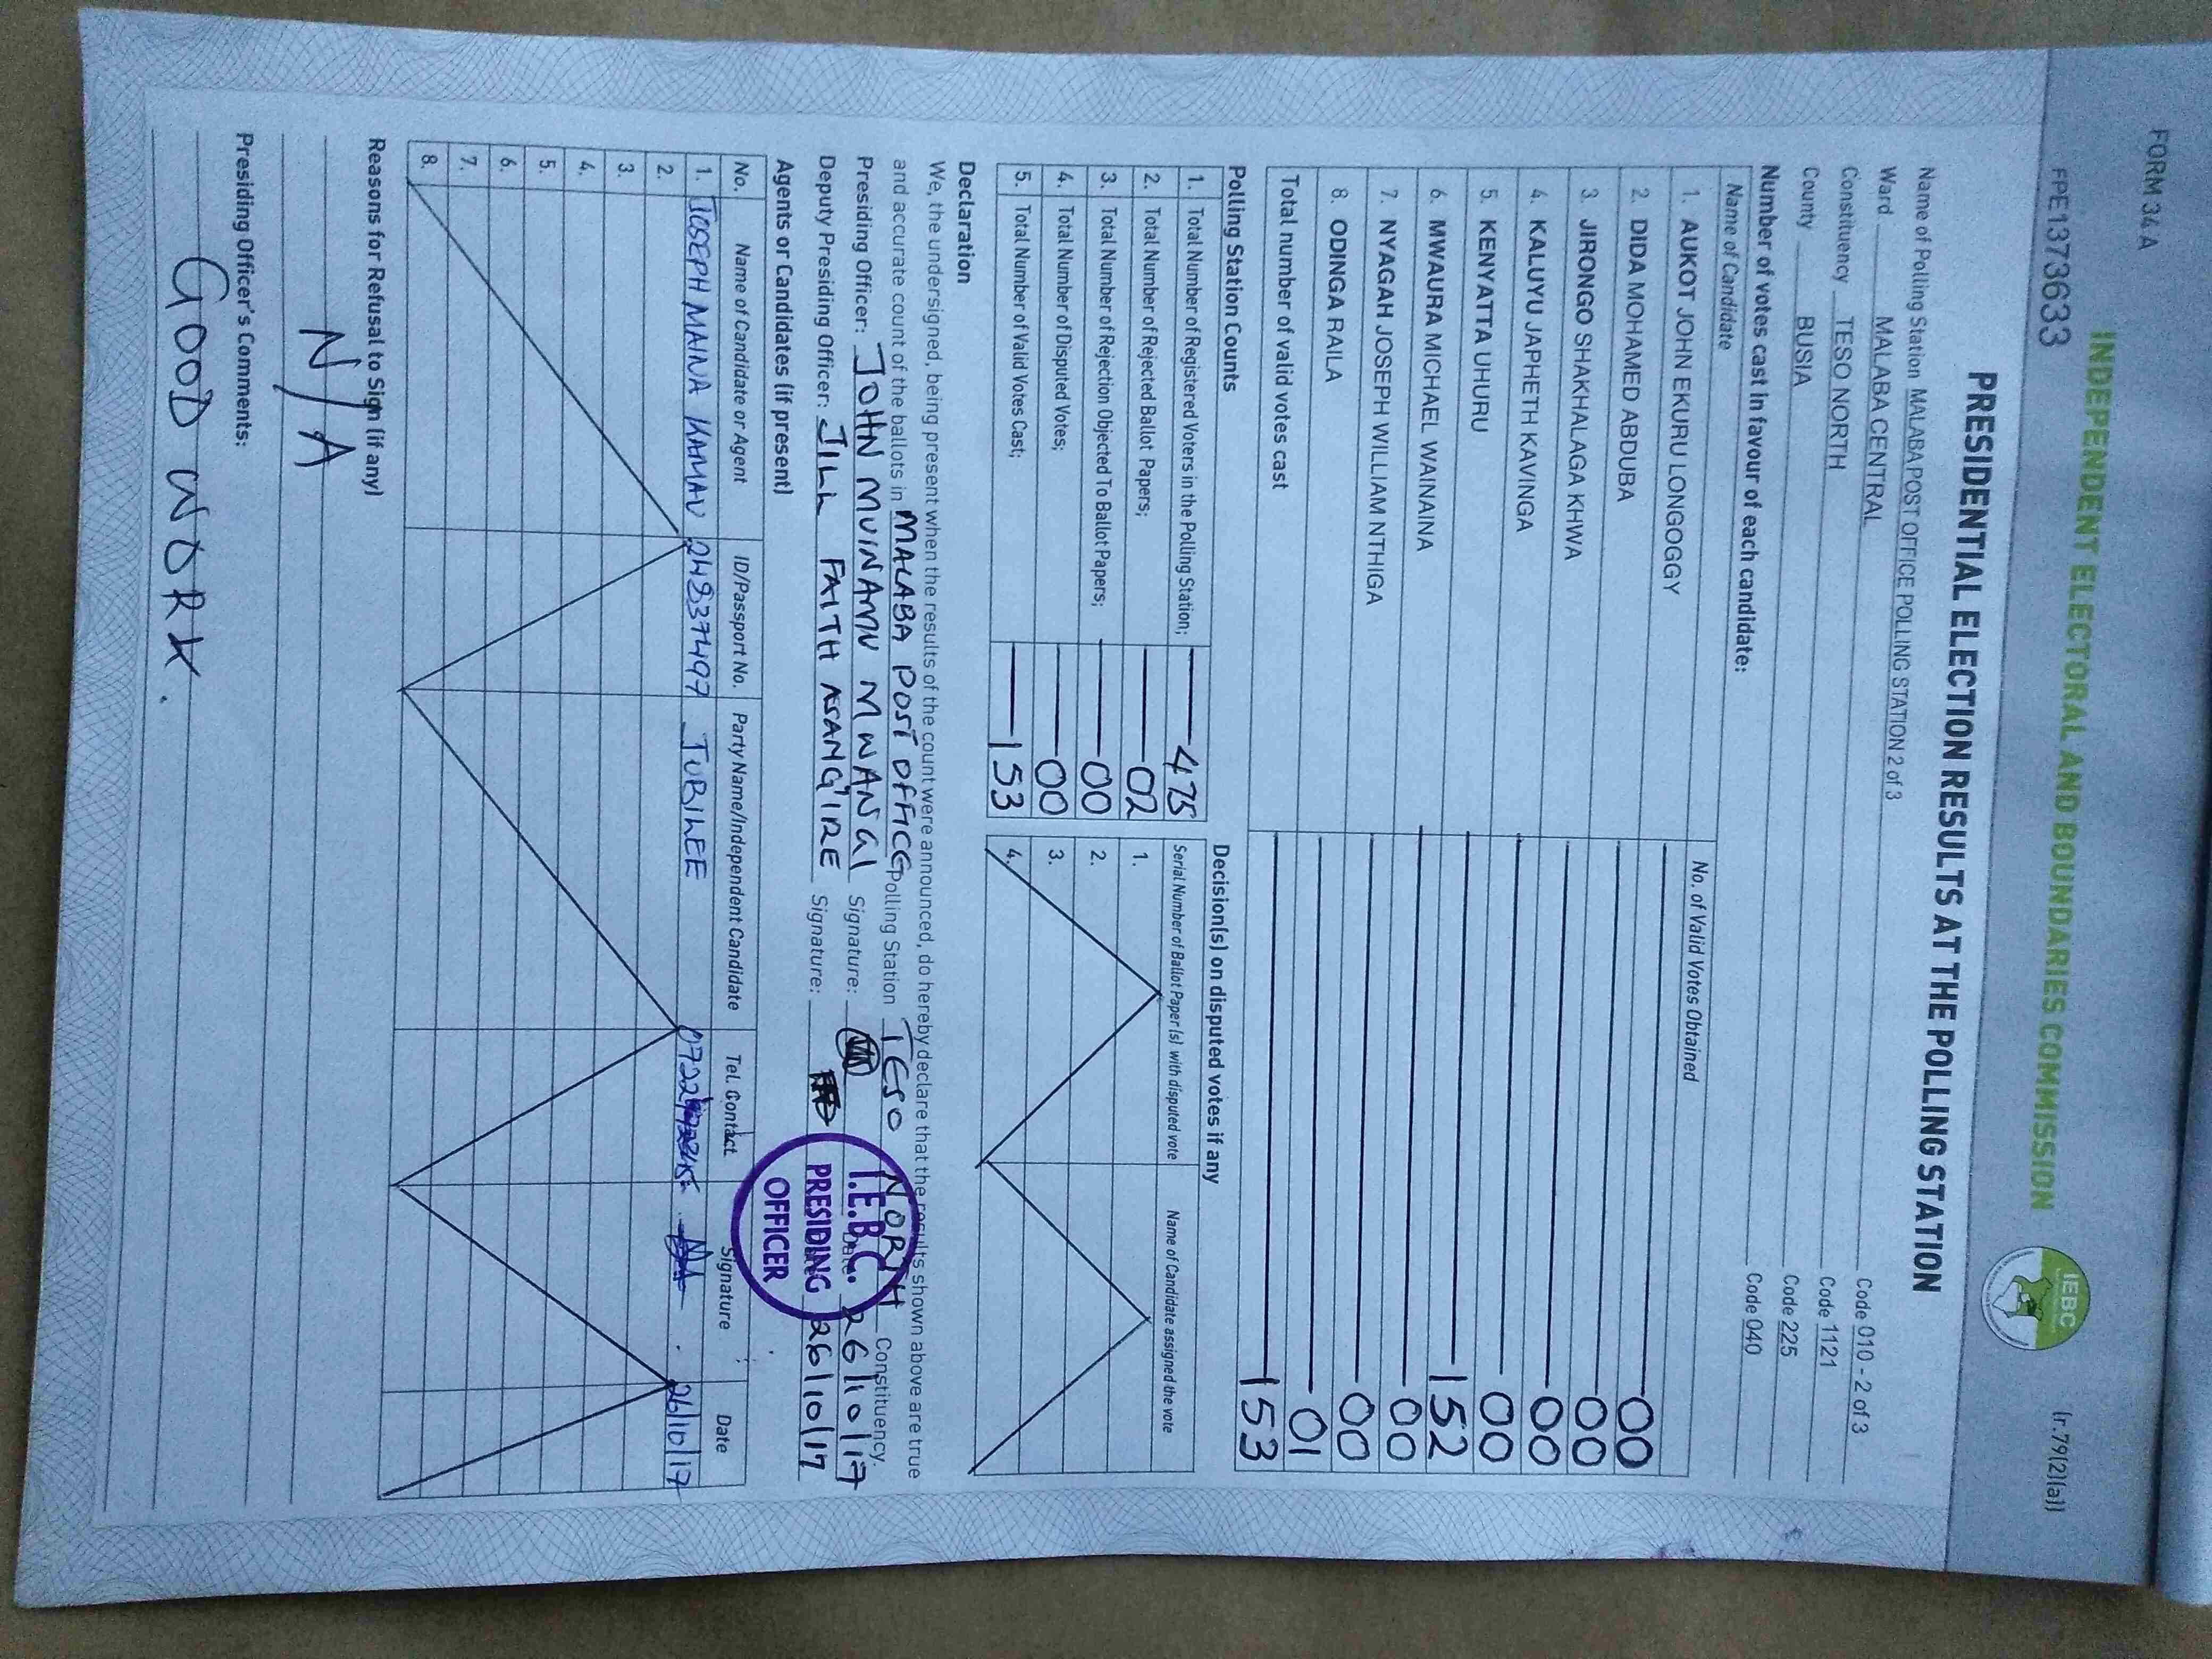 FORM 34 A
(r.79(2)(a))
INDEPENDENT ELECTORAL AND BOUNDARIES COMMISSION
IEBC
FPE1373633
PRESIDENTIAL ELECTION RESULTS AT THE POLLING STATION
Name of Polling Station MALABA POST OFFICE POLLING STATION 2 of 3 Code 010 - 2 of 3
Ward MALABA CENTRAL Code 1121
Constituency TESO NORTH Code 225
County BUSIA Code 040
Number of votes cast in favour of each candidate:
Name of Candidate No. of Valid Votes Obtained
1. AUKOT JOHN EKURU LONGOGGY 00
2. DIDA MOHAMED ABDUBA 00
3. JIRONGO SHAKHALAGA KHWA 00
4. KALUYU JAPHETH KAVINGA 00
5. KENYATTA UHURU 152
6. MWAURA MICHAEL WAINAINA 00
7. NYAGAH JOSEPH WILLIAM NTHIGA 00
8. ODINGA RAILA 01
Total number of valid votes cast 153
Polling Station Counts
1. Total Number of Registered Voters in the Polling Station; 475
2. Total Number of Rejected Ballot Papers; 02
3. Total Number of Rejection Objected To Ballot Papers; 00
4. Total Number of Disputed Votes; 00
5. Total Number of Valid Votes Cast; 153
Decision(s) on disputed votes if any
Serial Number of Ballot Paper (s) with disputed vote Name of Candidate assigned the vote
1.
2.
3.
4.
Declaration
We, the undersigned, being present when the results of the count were announced, do hereby declare that the results shown above are true
and accurate count of the ballots in MALABA POST OFFICE Polling Station TESO NORTH Constituency.
Presiding Officer: JOHN MUINAMN MWANGI Signature: Date 26/10/17
Deputy Presiding Officer: JILL FAITH ASANG'IRE Signature: 26/10/17
I.E.B.C.
PRESIDING
OFFICER
Agents or Candidates (if present)
No. Name of Candidate or Agent ID/Passport No. Party Name/Independent Candidate Tel. Contact Signature Date
1. JOSEPH MAINA KAMAU 24837497 JUBILEE 26/10/17
2.
3.
4.
5.
6.
7.
8.
Reasons for Refusal to Sign (if any)
N/A
Presiding Officer's Comments:
GOOD WORK.